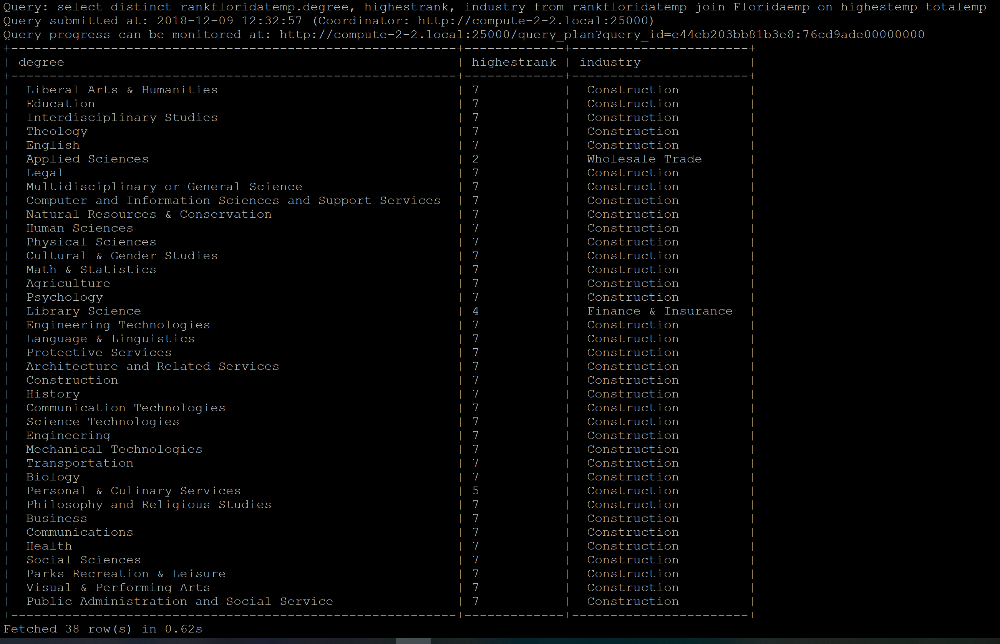 Query: select distinct rankfloridatemp.degree, highestrank, industry from rankfloridatemp join Floridaemp on highestemp=totalemp
Query submitted at: 2018-12-09 12:32:57 (Coordinator: http://compute-2-2.local:25000)
Query progress can be monitored at: http://compute-2-2.local:25000/query_plan?query_id=e44eb203bb81b3e8:76cd9ade00000000
+----------------------------------------------------------+-------------+-----------------------+
| degree                                                   | highestrank | industry              |
+----------------------------------------------------------+-------------+-----------------------+
|  Liberal Arts & Humanities                               | 7           |  Construction         |
|  Education                                               | 7           |  Construction         |
|  Interdisciplinary Studies                               | 7           |  Construction         |
|  Theology                                                | 7           |  Construction         |
|  English                                                 | 7           |  Construction         |
|  Applied Sciences                                        | 2           |  Wholesale Trade      |
|  Legal                                                   | 7           |  Construction         |
|  Multidisciplinary or General Science                    | 7           |  Construction         |
|  Computer and Information Sciences and Support Services  | 7           |  Construction         |
|  Natural Resources & Conservation                        | 7           |  Construction         |
|  Human Sciences                                          | 7           |  Construction         |
|  Physical Sciences                                       | 7           |  Construction         |
|  Cultural & Gender Studies                               | 7           |  Construction         |
|  Math & Statistics                                       | 7           |  Construction         |
|  Agriculture                                             | 7           |  Construction         |
|  Psychology                                              | 7           |  Construction         |
|  Library Science                                         | 4           |  Finance & Insurance  |
|  Engineering Technologies                                | 7           |  Construction         |
|  Language & Linguistics                                  | 7           |  Construction         |
|  Protective Services                                     | 7           |  Construction         |
|  Architecture and Related Services                       | 7           |  Construction         |
|  Construction                                            | 7           |  Construction         |
|  History                                                 | 7           |  Construction         |
|  Communication Technologies                              | 7           |  Construction         |
|  Science Technologies                                    | 7           |  Construction         |
|  Engineering                                             | 7           |  Construction         |
|  Mechanical Technologies                                 | 7           |  Construction         |
|  Transportation                                          | 7           |  Construction         |
|  Biology                                                 | 7           |  Construction         |
|  Personal & Culinary Services                            | 5           |  Construction         |
|  Philosophy and Religious Studies                        | 7           |  Construction         |
|  Business                                                | 7           |  Construction         |
|  Communications                                          | 7           |  Construction         |
|  Health                                                  | 7           |  Construction         |
|  Social Sciences                                         | 7           |  Construction         |
|  Parks Recreation & Leisure                              | 7           |  Construction         |
|  Visual & Performing Arts                                | 7           |  Construction         |
|  Public Administration and Social Service                | 7           |  Construction         |
+----------------------------------------------------------+-------------+-----------------------+
Fetched 38 row(s) in 0.62s